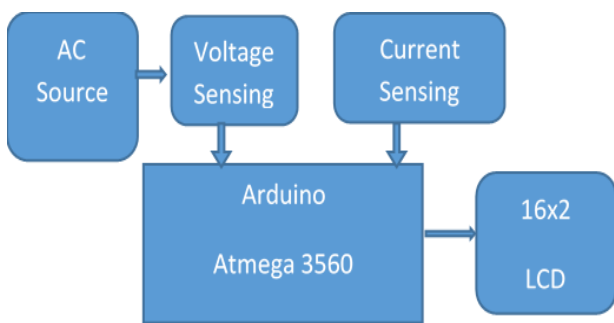 AC
Source
Voltage
Sensing
Current
Sensing
Arduino
Atmega 3560
16x2
LCD